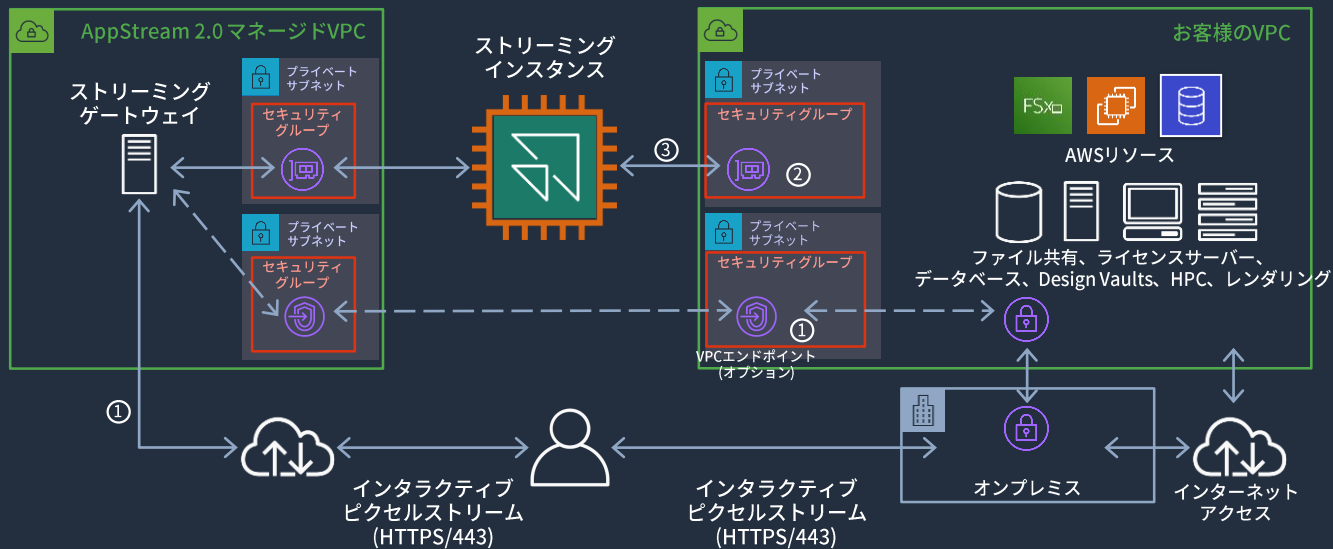 AppStream 2.0 マネージドVPC
ストリーミング
ゲートウェイ
プライベート
サブネット
セキュリティ
グループ
プライベート
サブネット
セキュリティ
グループ
ストリーミング
インスタンス
③
お客様のVPC
プライベート
サブネット
セキュリティグループ
②
プライベート
サブネット
セキュリティグループ
①
VPCエンドポイント
(オプション)
FSx
AWSリソース
ファイル共有、ライセンスサーバー、
データベース、Design Vaults、HPC、レンダリング
①
インタラクティブ
ピクセルストリーム
(HTTPS/443)
インタラクティブ
ピクセルストリーム
(HTTPS/443)
オンプレミス
インターネット
アクセス